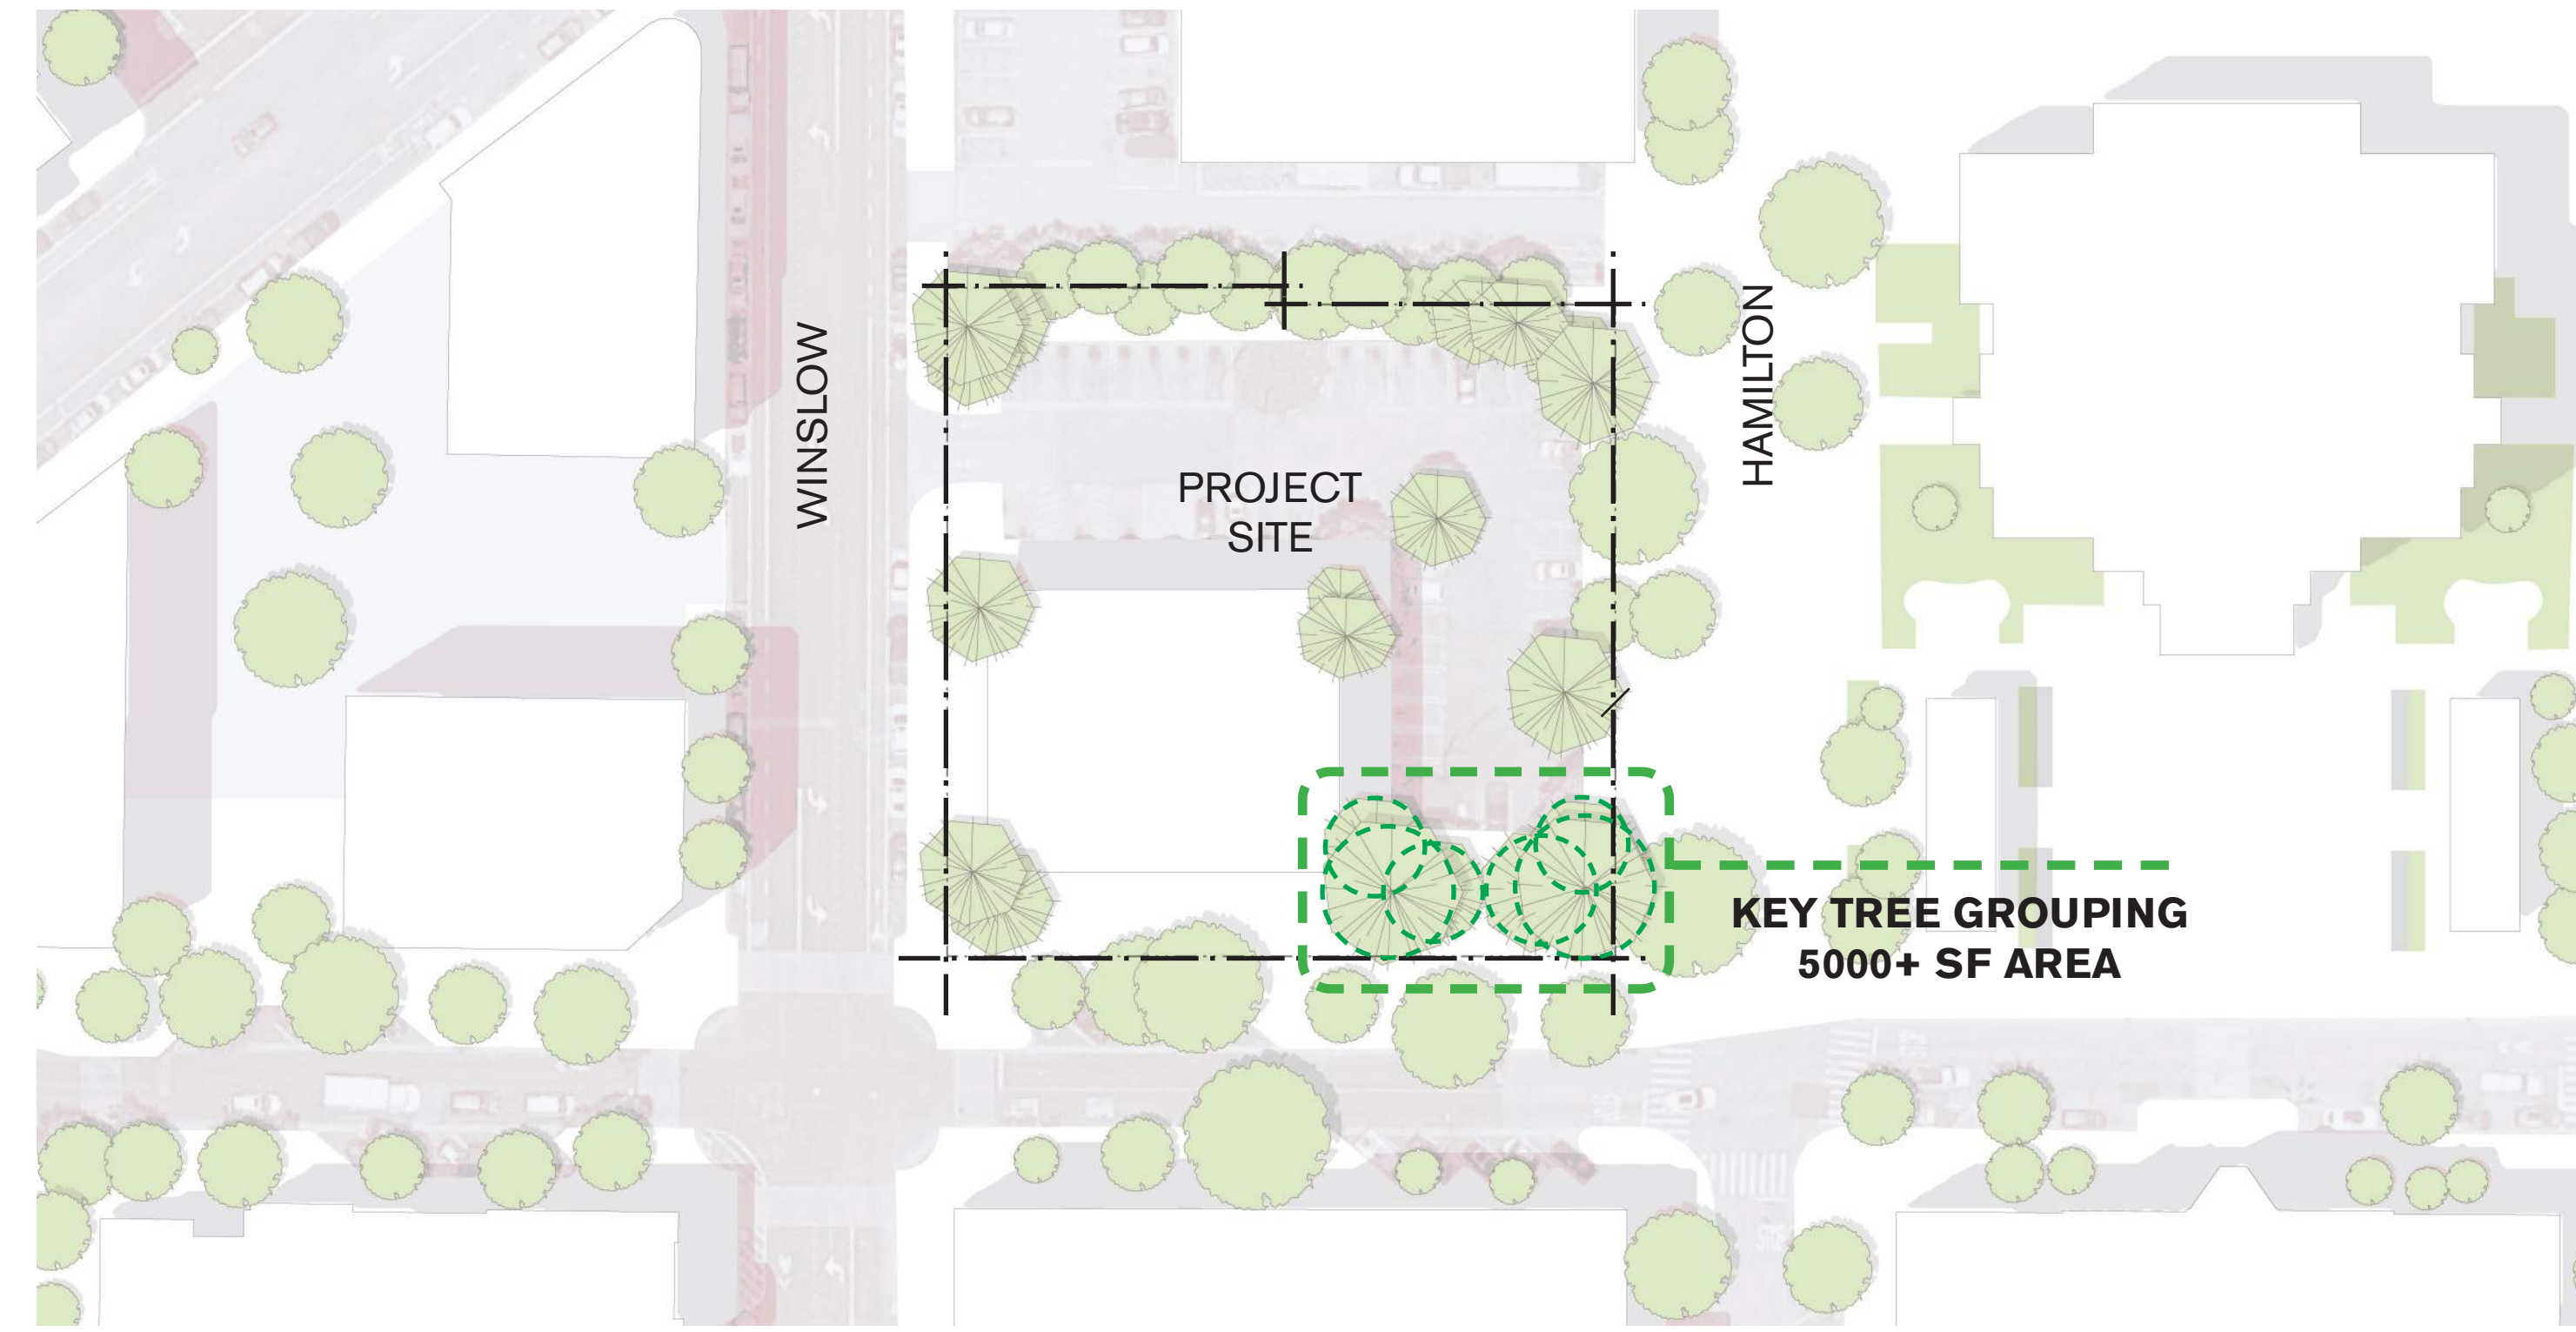 WINSLOW
HAMILTON
PROJECT
SITE
KEY TREE GROUPING
5000+ SF AREA